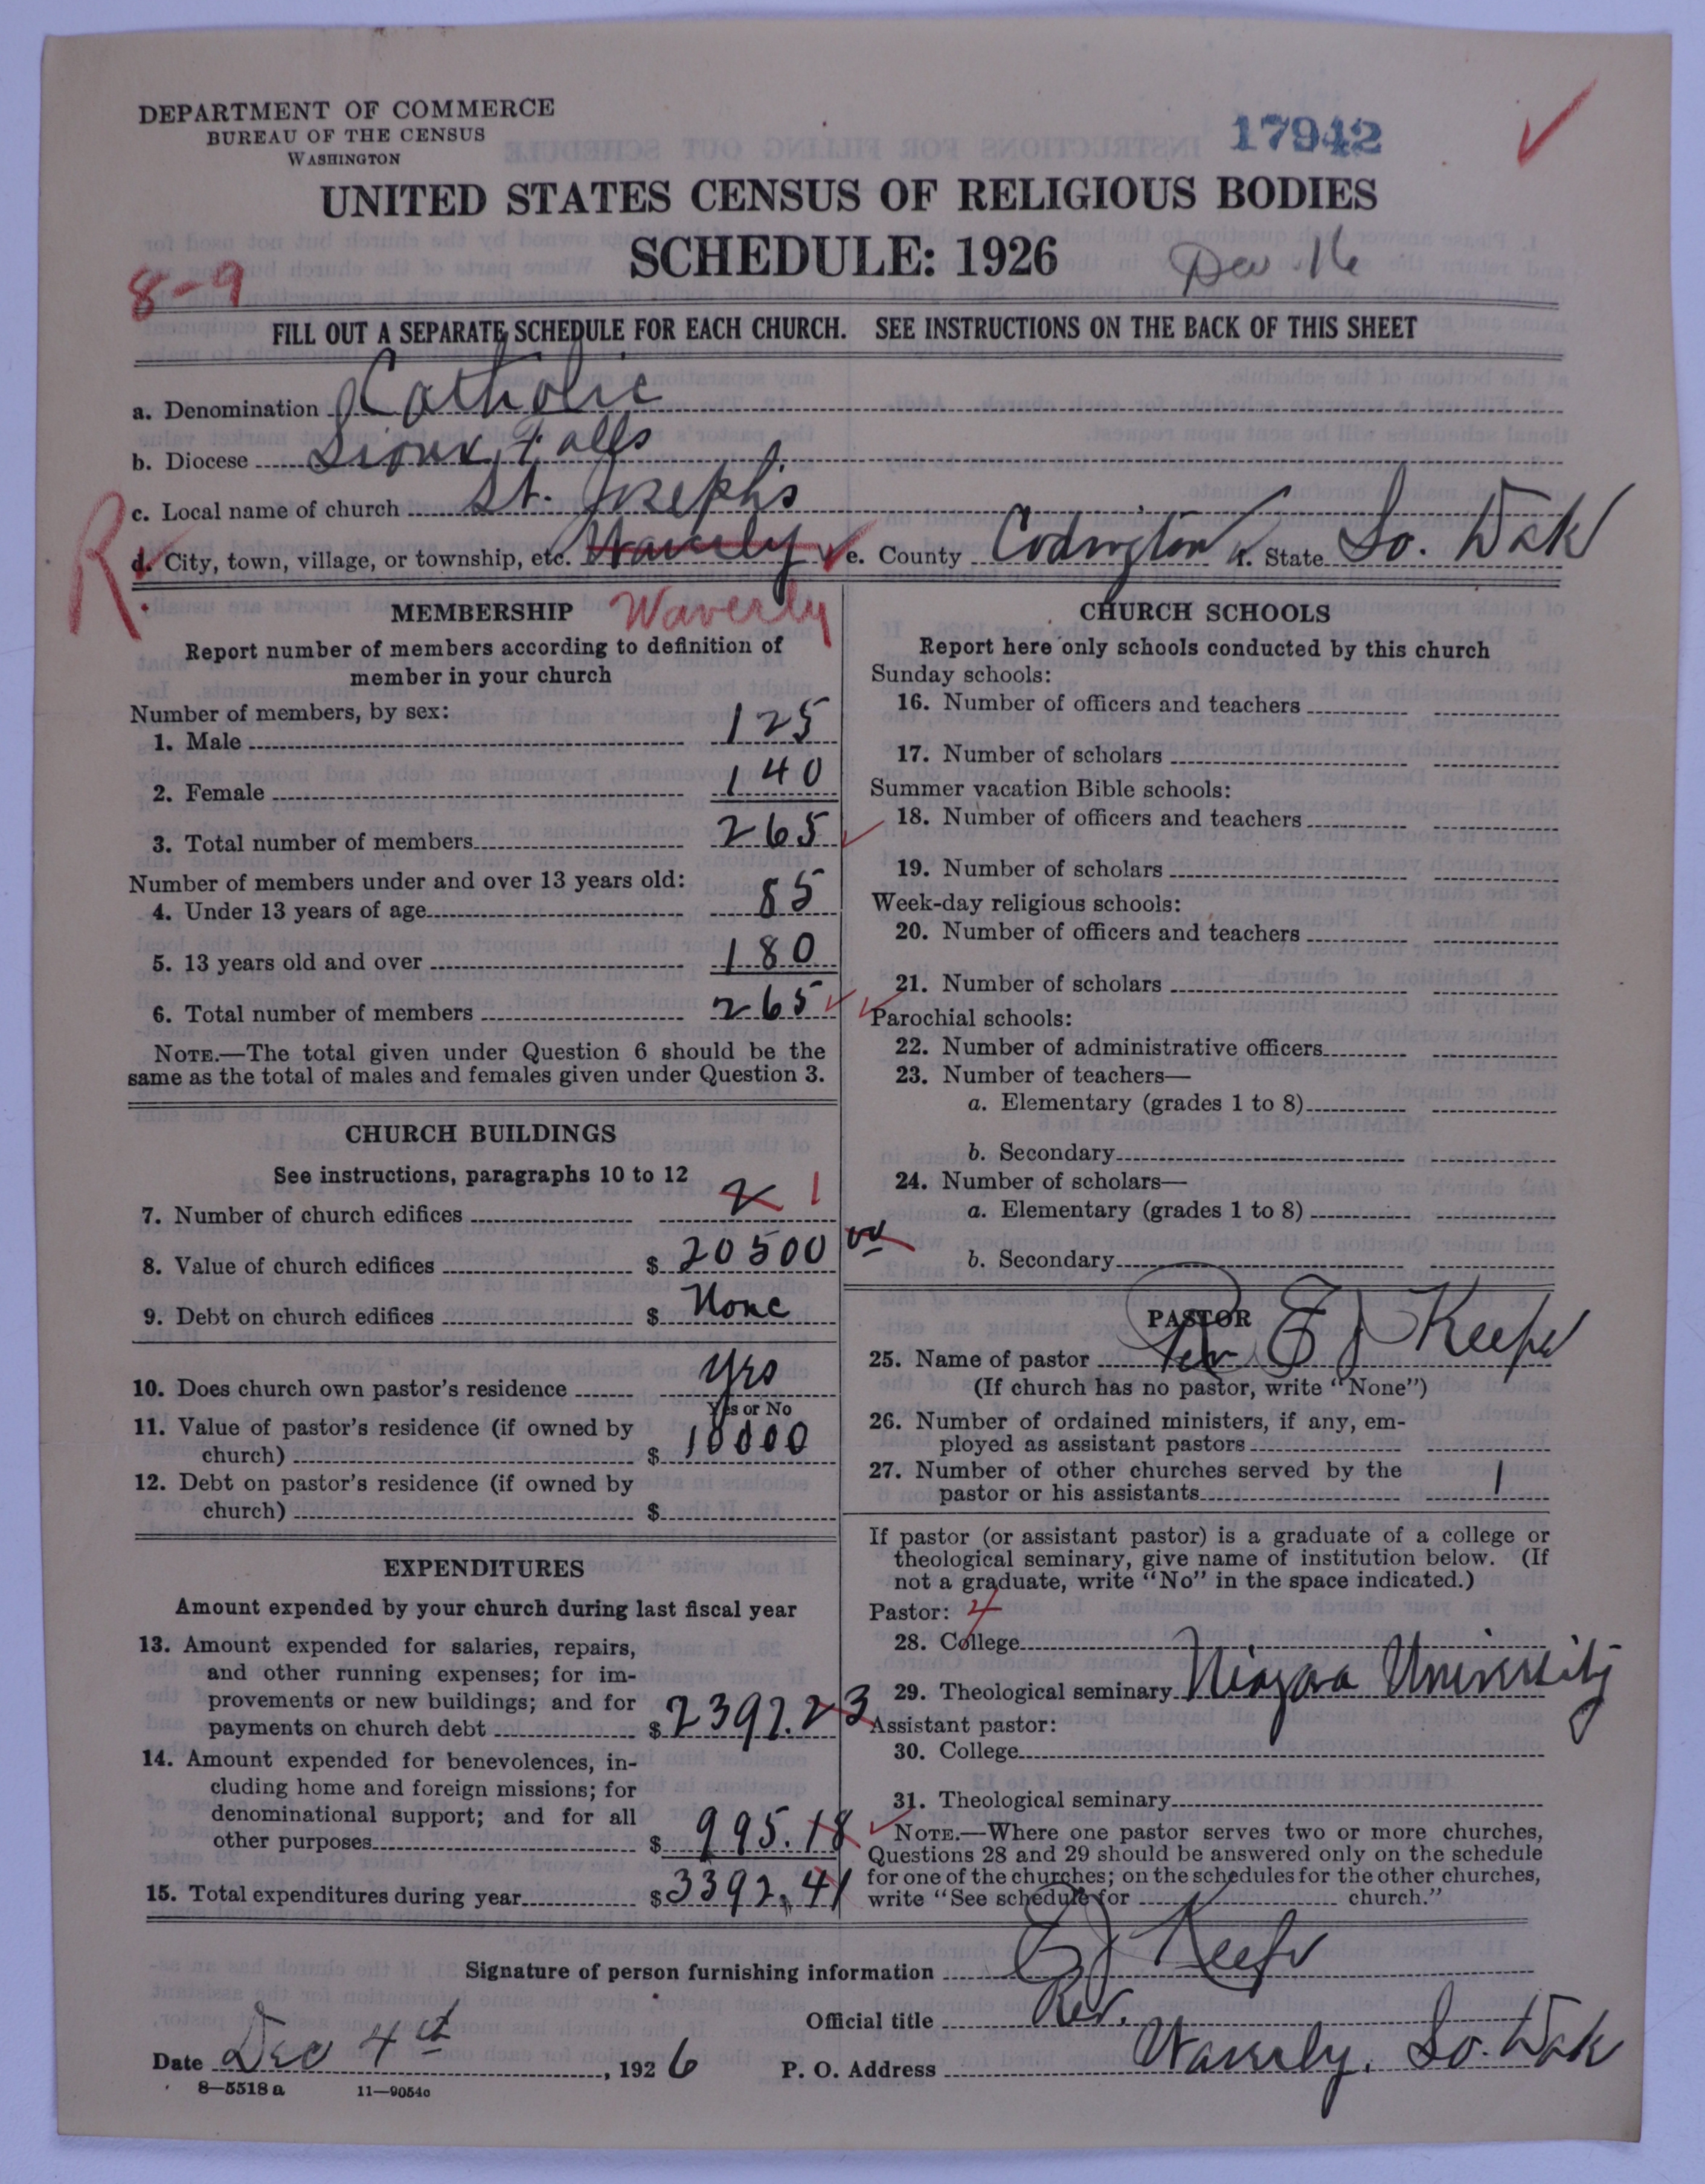 DEPARTMENT OF COMMERCE
BUREAU OF THE CENSUS
WASHINGTON
17942
UNITED STATES CENSUS OF RELIGIOUS BODIES
SCHEDULE: 1926
8-9
FILL OUT A SEPARATE SCHEDULE FOR EACH CHURCH. SEE INSTRUCTIONS ON THE BACK OF THIS SHEET
a. Denomination Catholic
b. Diocese Sioux Falls
c. Local name of church St. Joseph's
R
d. City, town, village, or township, etc. Waverly e. County Codington f. State So. Dak
MEMBERSHIP Waverly
Report number of members according to definition of
member in your church
Number of members, by sex:
1. Male 125
2. Female 140
3. Total number of members 265
Number of members under and over 13 years old:
4. Under 13 years of age 85
5. 13 years old and over 180
6. Total number of members 265
NOTE.—The total given under Question 6 should be the
same as the total of males and females given under Question 3.
CHURCH BUILDINGS
See instructions, paragraphs 10 to 12
7. Number of church edifices 2 1
8. Value of church edifices $ 20500 00
9. Debt on church edifices $ None
10. Does church own pastor's residence Yes
Yes or No
11. Value of pastor's residence (if owned by
church) $ 10000
12. Debt on pastor's residence (if owned by
church) $
EXPENDITURES
Amount expended by your church during last fiscal year
13. Amount expended for salaries, repairs,
and other running expenses; for im-
provements or new buildings; and for
payments on church debt $ 2397.23
14. Amount expended for benevolences, in-
cluding home and foreign missions; for
denominational support; and for all
other purposes $ 995.18
15. Total expenditures during year $ 3392.41
CHURCH SCHOOLS
Report here only schools conducted by this church
Sunday schools:
16. Number of officers and teachers
17. Number of scholars
Summer vacation Bible schools:
18. Number of officers and teachers
19. Number of scholars
Week-day religious schools:
20. Number of officers and teachers
21. Number of scholars
Parochial schools:
22. Number of administrative officers
23. Number of teachers—
a. Elementary (grades 1 to 8)
b. Secondary
24. Number of scholars—
a. Elementary (grades 1 to 8)
b. Secondary
PASTOR
25. Name of pastor Rev E J Keefe
(If church has no pastor, write "None")
26. Number of ordained ministers, if any, em-
ployed as assistant pastors
27. Number of other churches served by the
pastor or his assistants 1
If pastor (or assistant pastor) is a graduate of a college or
theological seminary, give name of institution below. (If
not a graduate, write "No" in the space indicated.)
Pastor: 4
28. College
29. Theological seminary Niagara University
Assistant pastor:
30. College
31. Theological seminary
NOTE.—Where one pastor serves two or more churches,
Questions 28 and 29 should be answered only on the schedule
for one of the churches; on the schedules for the other churches,
write "See schedule for church."
Signature of person furnishing information E J Keefe
Official title Rev.
Date Dec 4th, 1926 P. O. Address Waverly, So. Dak
8—5518 a 11—9054c